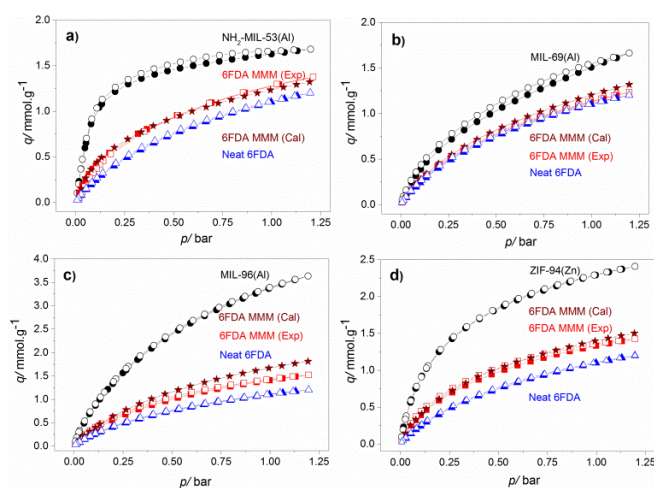 a)
NH2-MIL-53(Al)
6FDA MMM (Exp)
6FDA MMM (Cal)
Neat 6FDA
q/ mmol.g-1
2.0
1.5
1.0
0.5
0.0
0.00 0.25 0.50 0.75 1.00 1.25
p/ bar
b)
MIL-69(Al)
6FDA MMM (Cal)
6FDA MMM (Exp)
Neat 6FDA
q/ mmol.g-1
2.0
1.5
1.0
0.5
0.0
0.00 0.25 0.50 0.75 1.00 1.25
p/ bar
c)
MIL-96(Al)
6FDA MMM (Cal)
6FDA MMM (Exp)
Neat 6FDA
q/ mmol.g-1
4.0
3.5
3.0
2.5
2.0
1.5
1.0
0.5
0.0
0.00 0.25 0.50 0.75 1.00 1.25
p/ bar
d)
ZIF-94(Zn)
6FDA MMM (Cal)
6FDA MMM (Exp)
Neat 6FDA
q/ mmol.g-1
2.5
2.0
1.5
1.0
0.5
0.0
0.00 0.25 0.50 0.75 1.00 1.25
p/ bar